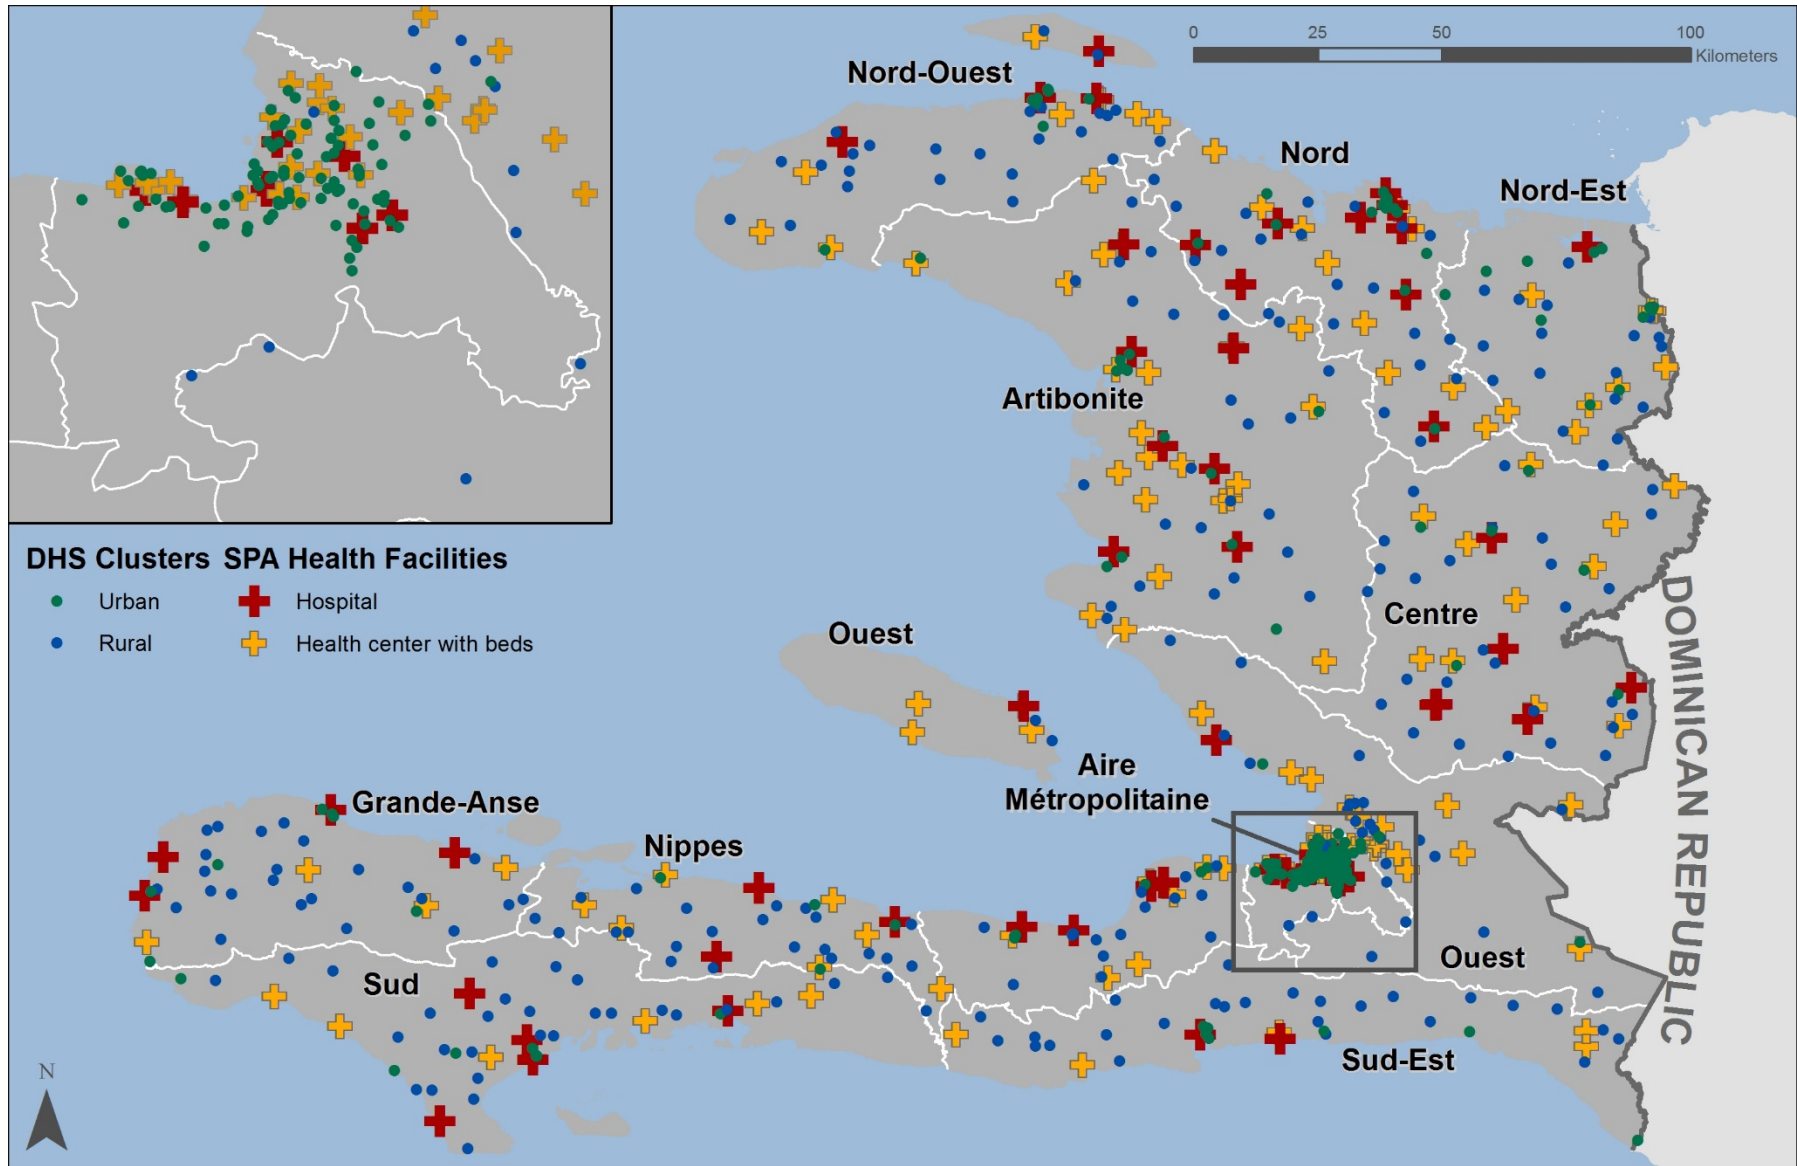 0 25 50 100
Kilometers
Nord-Ouest
Nord
Nord-Est
Artibonite
DHS Clusters SPA Health Facilities
Urban Hospital
Rural Health center with beds
Centre
Ouest
DOMINICAN REPUBLIC
Aire
Métropolitaine
Grande-Anse
Nippes
Sud
Ouest
Sud-Est
N